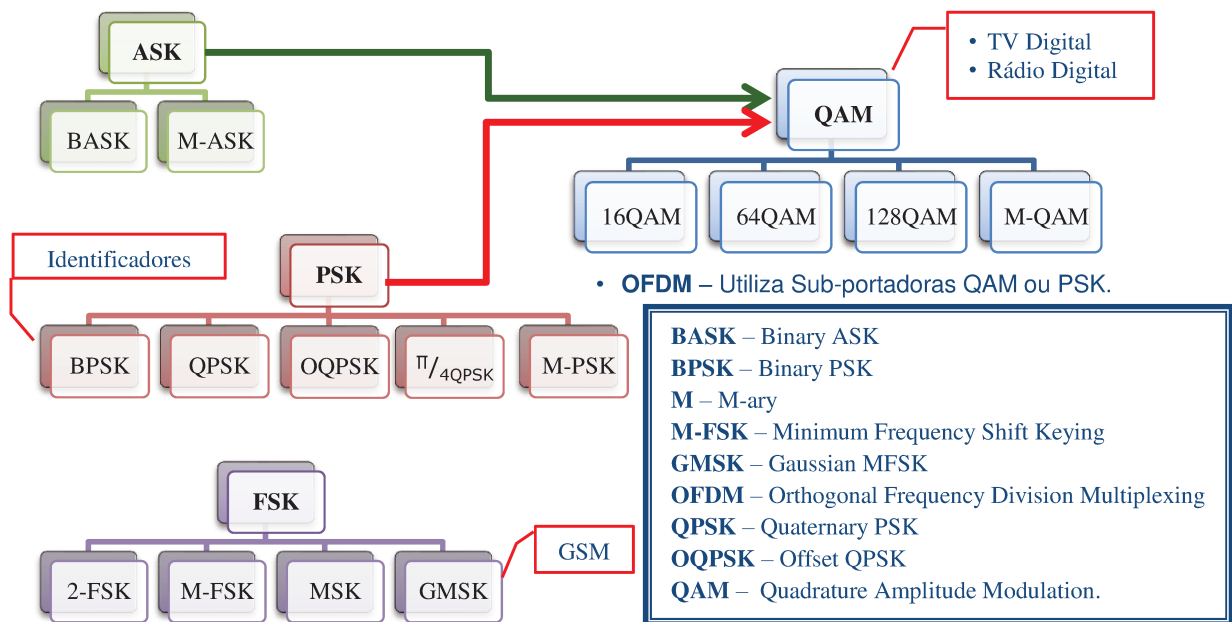 ASK
BASK
M-ASK
• TV Digital
• Rádio Digital
QAM
16QAM
64QAM
128QAM
M-QAM
Identificadores
PSK
BPSK
QPSK
OQPSK
π/4QPSK
M-PSK
• OFDM – Utiliza Sub-portadoras QAM ou PSK.
FSK
2-FSK
M-FSK
MSK
GMSK
GSM
BASK – Binary ASK
BPSK – Binary PSK
M – M-ary
M-FSK – Minimum Frequency Shift Keying
GMSK – Gaussian MFSK
OFDM – Orthogonal Frequency Division Multiplexing
QPSK – Quaternary PSK
OQPSK – Offset QPSK
QAM – Quadrature Amplitude Modulation.